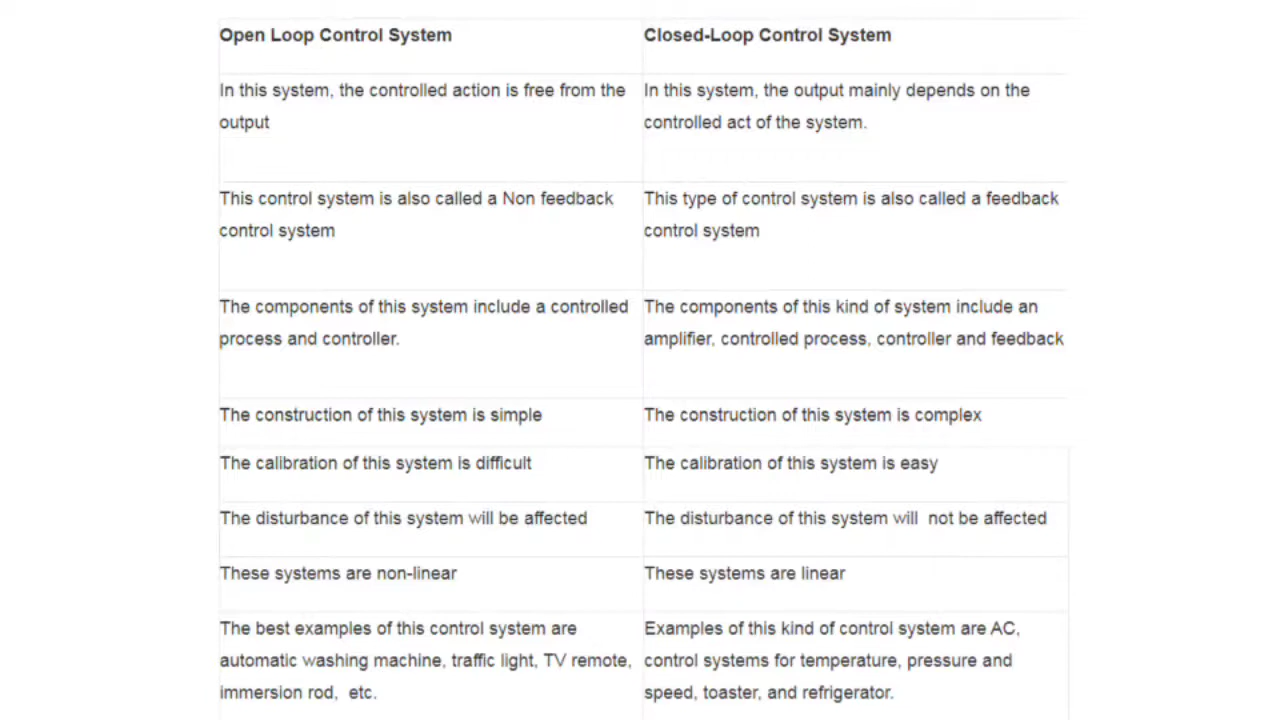 Open Loop Control System
Closed-Loop Control System
In this system, the controlled action is free from the
output
In this system, the output mainly depends on the
controlled act of the system.
This control system is also called a Non feedback
control system
This type of control system is also called a feedback
control system
The components of this system include a controlled
process and controller.
The components of this kind of system include an
amplifier, controlled process, controller and feedback
The construction of this system is simple
The construction of this system is complex
The calibration of this system is difficult
The calibration of this system is easy
The disturbance of this system will be affected
The disturbance of this system will  not be affected
These systems are non-linear
These systems are linear
The best examples of this control system are
automatic washing machine, traffic light, TV remote,
immersion rod,  etc.
Examples of this kind of control system are AC,
control systems for temperature, pressure and
speed, toaster, and refrigerator.